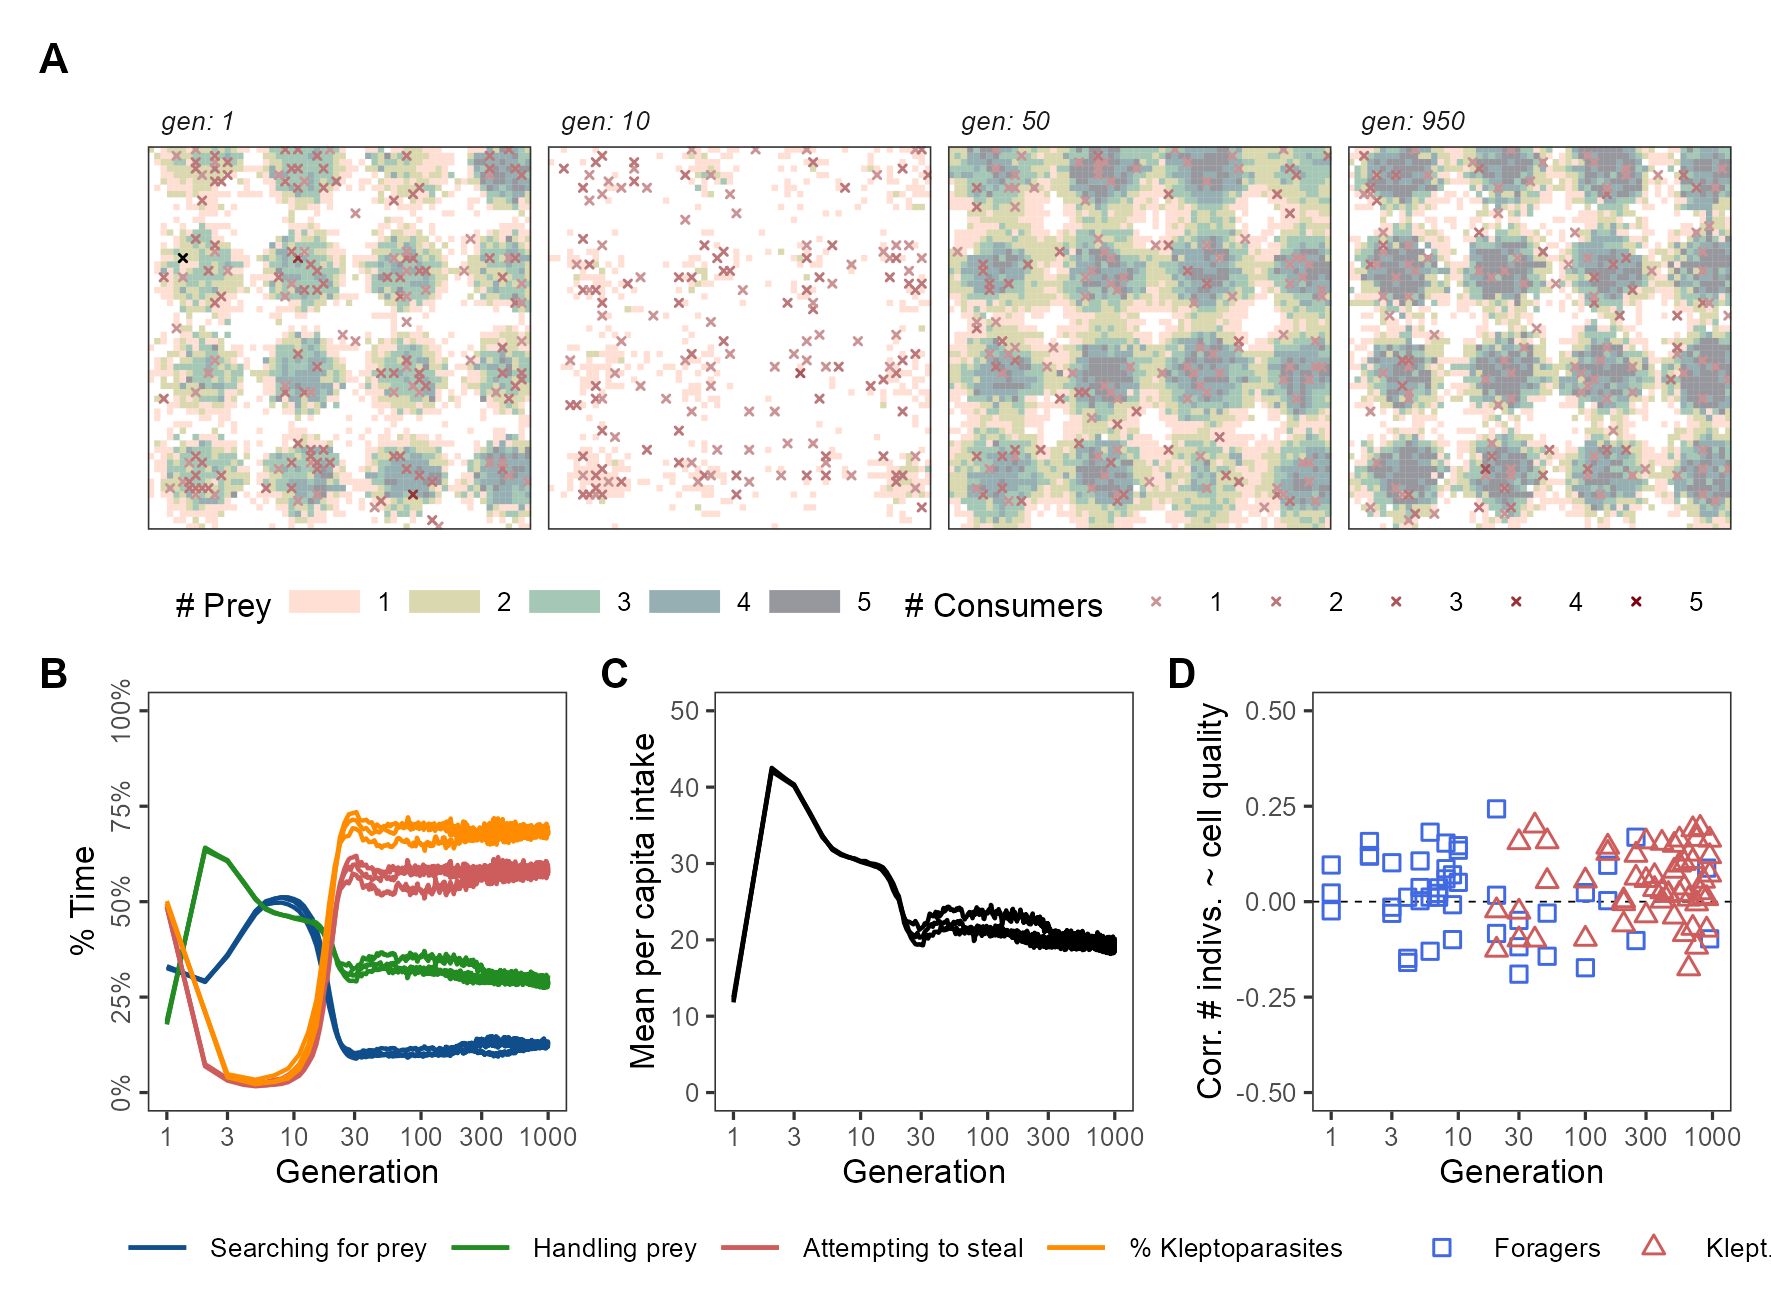 A
gen: 1
gen: 10
gen: 50
gen: 950
# Prey 1 2 3 4 5 # Consumers 1 2 3 4 5
B
100%
75%
50%
25%
0%
% Time
1 3 10 30 100 300 1000
Generation
C
50
40
30
20
10
0
Mean per capita intake
1 3 10 30 100 300 1000
Generation
D
0.50
0.25
0.00
-0.25
-0.50
Corr. # indivs. ~ cell quality
1 3 10 30 100 300 1000
Generation
Searching for prey Handling prey Attempting to steal % Kleptoparasites Foragers Klept.